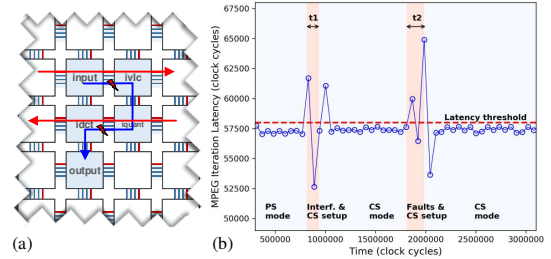 input ivlc
idct iquant
output
(a)
t1 t2
67500
65000
62500
60000
57500
55000
52500
50000
MPEG Iteration Latency (clock cycles)
Latency threshold
PS mode
Interf. & CS setup
CS mode
Faults & CS setup
CS mode
500000 1000000 1500000 2000000 2500000 3000000
Time (clock cycles)
(b)